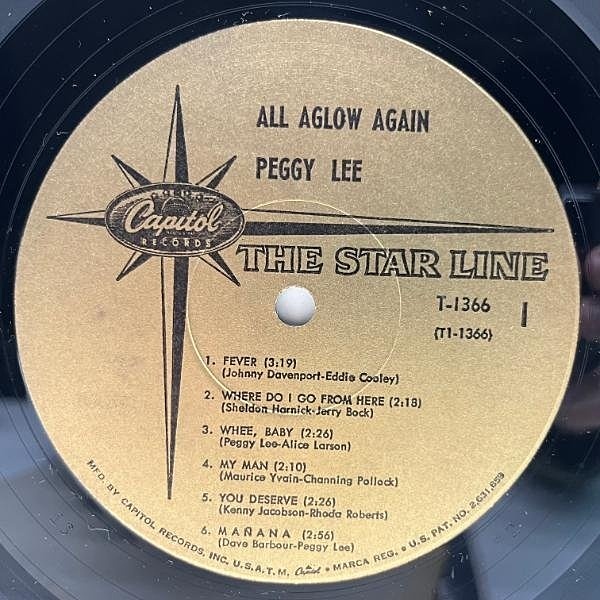 ALL AGLOW AGAIN
PEGGY LEE
Capitol
RECORDS
THE STAR LINE
T-1366 1
(T1-1366)
1. FEVER (3:19)
(Johnny Davenport-Eddie Cooley)
2. WHERE DO I GO FROM HERE (2:18)
(Sheldon Harnick-Jerry Bock)
3. WHEE, BABY (2:26)
(Peggy Lee-Alice Larson)
4. MY MAN (2:10)
(Maurice Yvain-Channing Pollock)
5. YOU DESERVE (2:26)
(Kenny Jacobson-Rhoda Roberts)
6. MAÑANA (2:56)
(Dave Barbour-Peggy Lee)
MFD. BY CAPITOL RECORDS, INC. U.S.A. T.M. Capitol • MARCA REG. • U.S. PAT. NO. 2,631,859